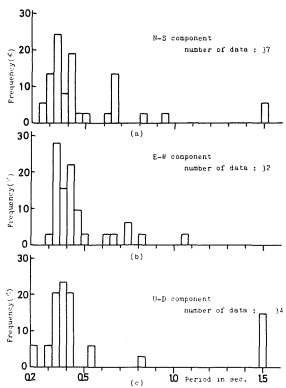 30
20
10
0
Frequency(%)
N-S component
number of data : 37
(a)
30
20
10
0
Frequency(%)
E-W component
number of data : 32
(b)
30
20
10
0
Frequency(%)
U-D component
number of data : 34
0.2 0.5 1.0 Period in sec. 1.5
(c)